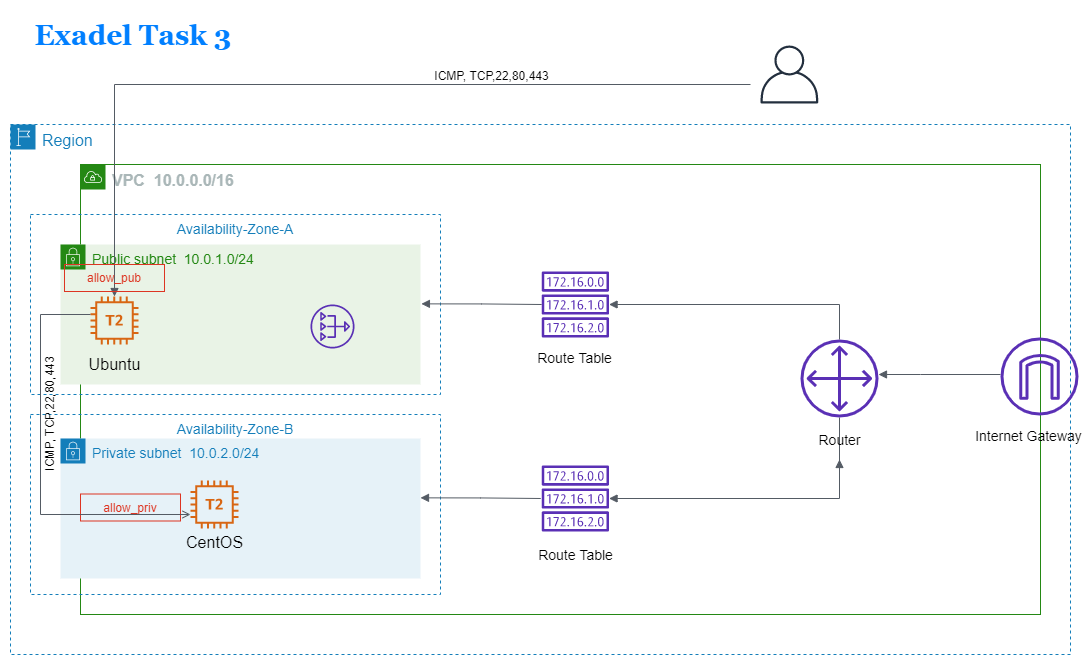 Exadel Task 3
ICMP, TCP,22,80,443
Region
VPC 10.0.0.0/16
Availability-Zone-A
Public subnet 10.0.1.0/24
allow_pub
T2
Ubuntu
172.16.0.0
172.16.1.0
172.16.2.0
Route Table
Router
Internet Gateway
ICMP, TCP,22,80,443
Availability-Zone-B
Private subnet 10.0.2.0/24
allow_priv
T2
CentOS
172.16.0.0
172.16.1.0
172.16.2.0
Route Table